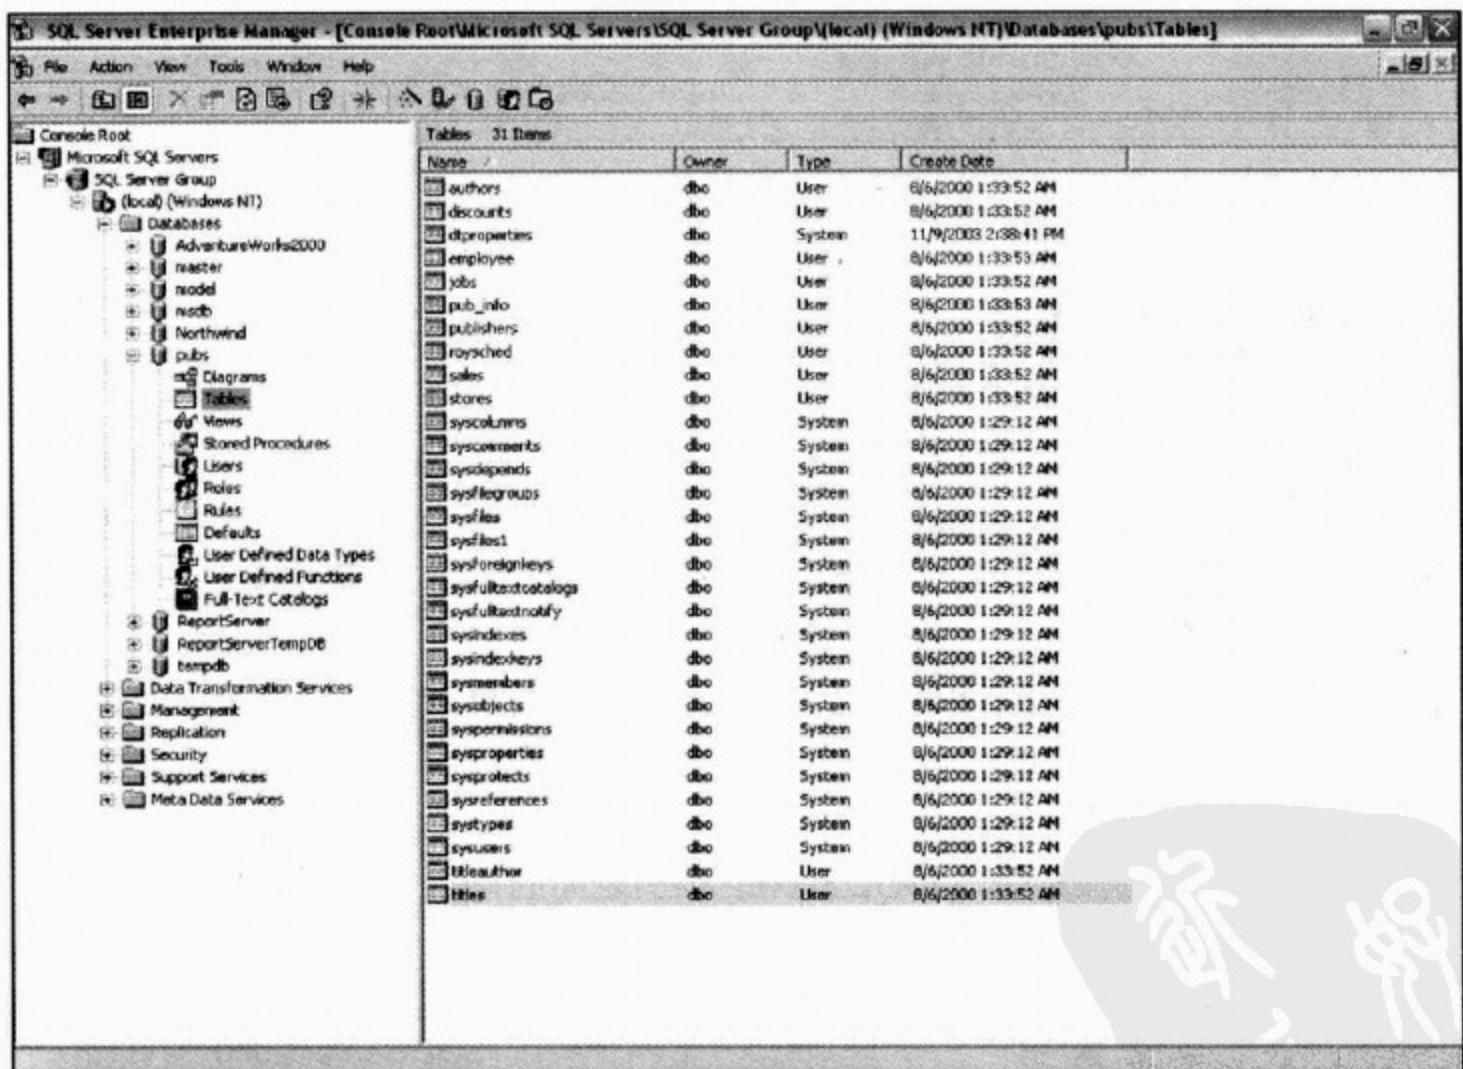 SQL Server Enterprise Manager - [Console Root\Microsoft SQL Servers\SQL Server Group\(local) (Windows NT)\Databases\pubs\Tables]
File Action View Tools Window Help
Console Root
Microsoft SQL Servers
SQL Server Group
(local) (Windows NT)
Databases
AdventureWorks2000
master
model
msdb
Northwind
pubs
Diagrams
Tables
Views
Stored Procedures
Users
Roles
Rules
Defaults
User Defined Data Types
User Defined Functions
Full-Text Catalogs
ReportServer
ReportServerTempDB
tempdb
Data Transformation Services
Management
Replication
Security
Support Services
Meta Data Services
Tables 31 Items
Name Owner Type Create Date
authors dbo User 8/6/2000 1:33:52 AM
discounts dbo User 8/6/2000 1:33:52 AM
dtproperties dbo System 11/9/2003 2:38:41 PM
employee dbo User 8/6/2000 1:33:53 AM
jobs dbo User 8/6/2000 1:33:52 AM
pub_info dbo User 8/6/2000 1:33:53 AM
publishers dbo User 8/6/2000 1:33:52 AM
roysched dbo User 8/6/2000 1:33:52 AM
sales dbo User 8/6/2000 1:33:52 AM
stores dbo User 8/6/2000 1:33:52 AM
syscolumns dbo System 8/6/2000 1:29:12 AM
syscomments dbo System 8/6/2000 1:29:12 AM
sysdepends dbo System 8/6/2000 1:29:12 AM
sysfilegroups dbo System 8/6/2000 1:29:12 AM
sysfiles dbo System 8/6/2000 1:29:12 AM
sysfiles1 dbo System 8/6/2000 1:29:12 AM
sysforeignkeys dbo System 8/6/2000 1:29:12 AM
sysfulltextcatalogs dbo System 8/6/2000 1:29:12 AM
sysfulltextnotify dbo System 8/6/2000 1:29:12 AM
sysindexes dbo System 8/6/2000 1:29:12 AM
sysindexkeys dbo System 8/6/2000 1:29:12 AM
sysmembers dbo System 8/6/2000 1:29:12 AM
sysobjects dbo System 8/6/2000 1:29:12 AM
syspermissions dbo System 8/6/2000 1:29:12 AM
sysproperties dbo System 8/6/2000 1:29:12 AM
sysprotects dbo System 8/6/2000 1:29:12 AM
sysreferences dbo System 8/6/2000 1:29:12 AM
systypes dbo System 8/6/2000 1:29:12 AM
sysusers dbo System 8/6/2000 1:29:12 AM
titleauthor dbo User 8/6/2000 1:33:52 AM
titles dbo User 8/6/2000 1:33:52 AM